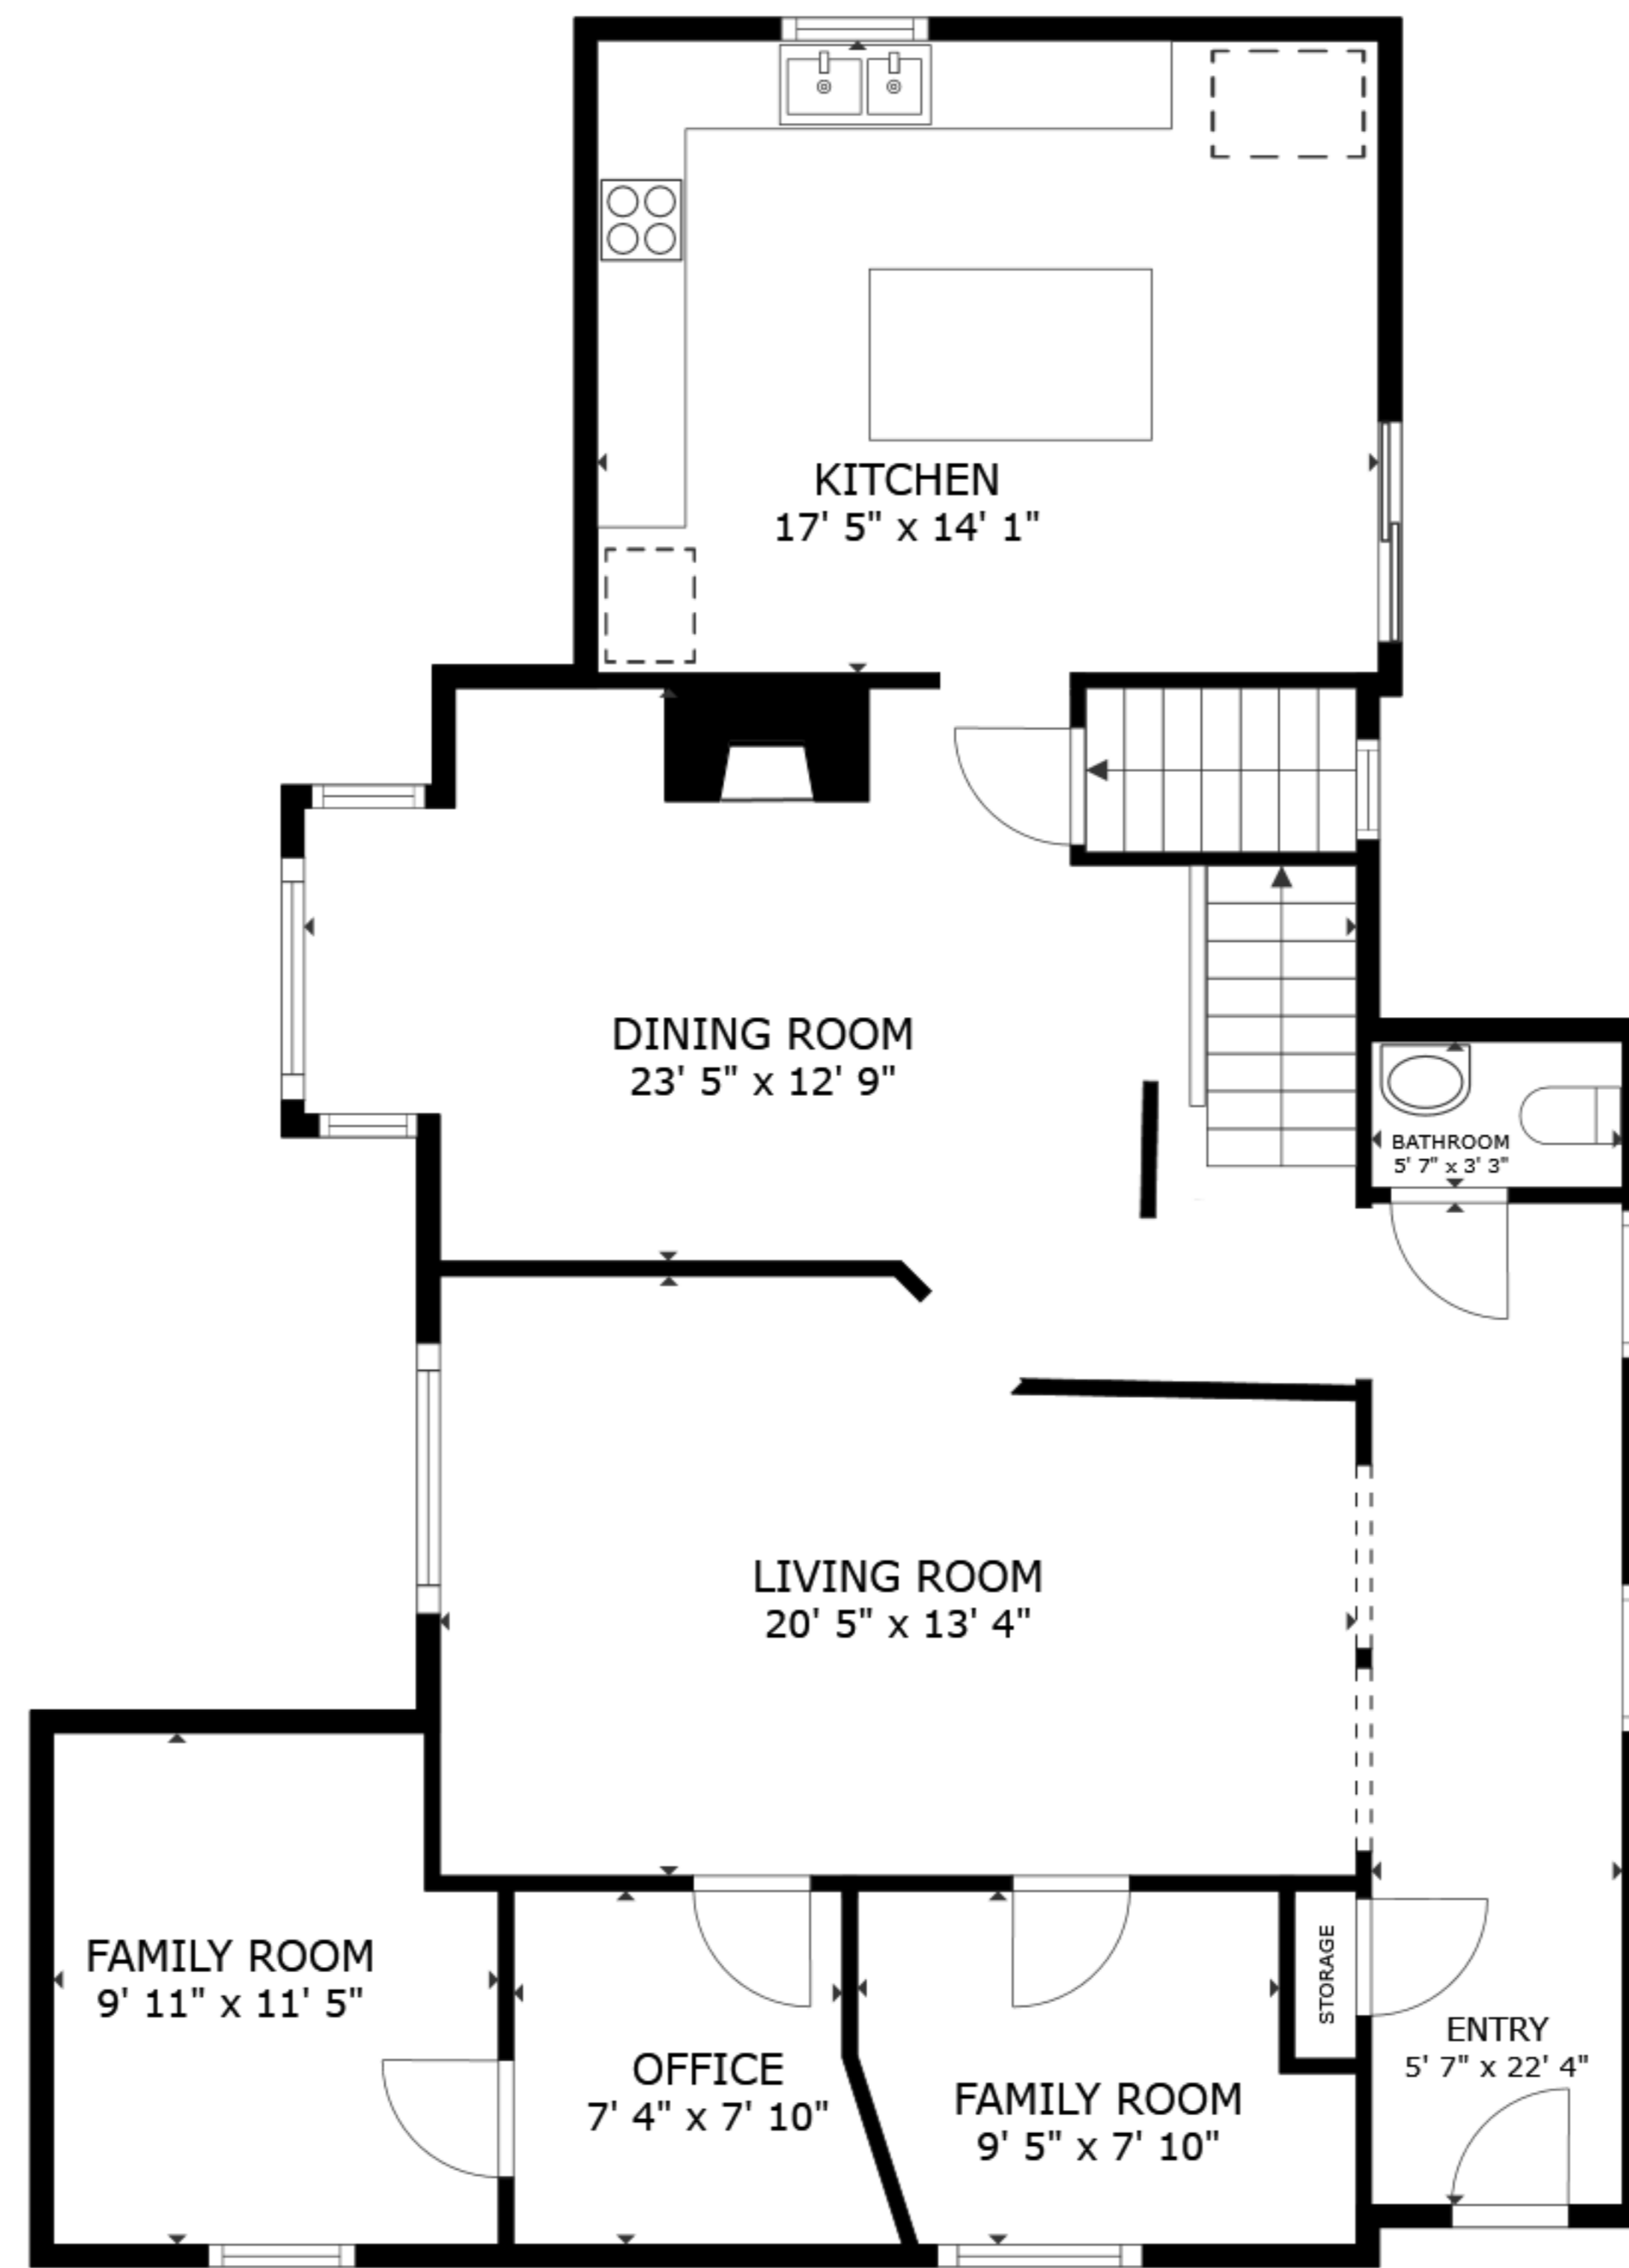 KITCHEN
17' 5" x 14' 1"
DINING ROOM
23' 5" x 12' 9"
BATHROOM
5' 7" x 3' 3"
LIVING ROOM
20' 5" x 13' 4"
FAMILY ROOM
9' 11" x 11' 5"
OFFICE
7' 4" x 7' 10"
FAMILY ROOM
9' 5" x 7' 10"
STORAGE
ENTRY
5' 7" x 22' 4"